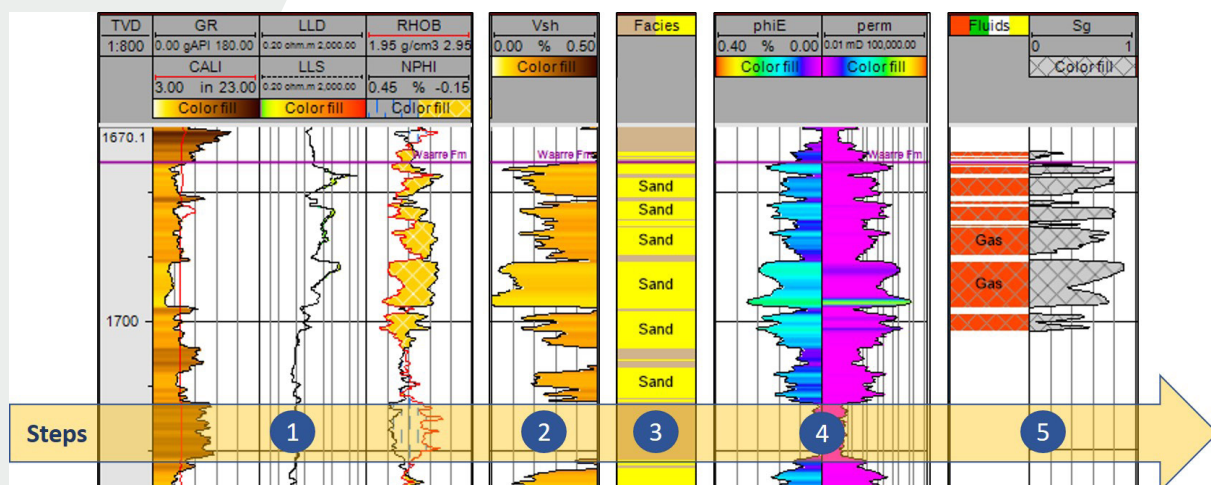 TVD
1:800
GR
0.00 gAPI 180.00
CALI
3.00 in 23.00
Color fill
LLD
0.20 ohm.m 2,000.00
LLS
0.20 ohm.m 2,000.00
Color fill
RHOB
1.95 g/cm3 2.95
NPHI
0.45 % -0.15
Color fill
Vsh
0.00 % 0.50
Color fill
Facies
phiE
0.40 % 0.00
Color fill
perm
0.01 mD 100,000.00
Color fill
Fluids
Sg
0 1
Color fill
1670.1
Waarre Fm
Waarre Fm
Waarre Fm
Sand
Sand
Sand
Gas
Sand
Gas
1700
Sand
Sand
Steps
1
2
3
4
5